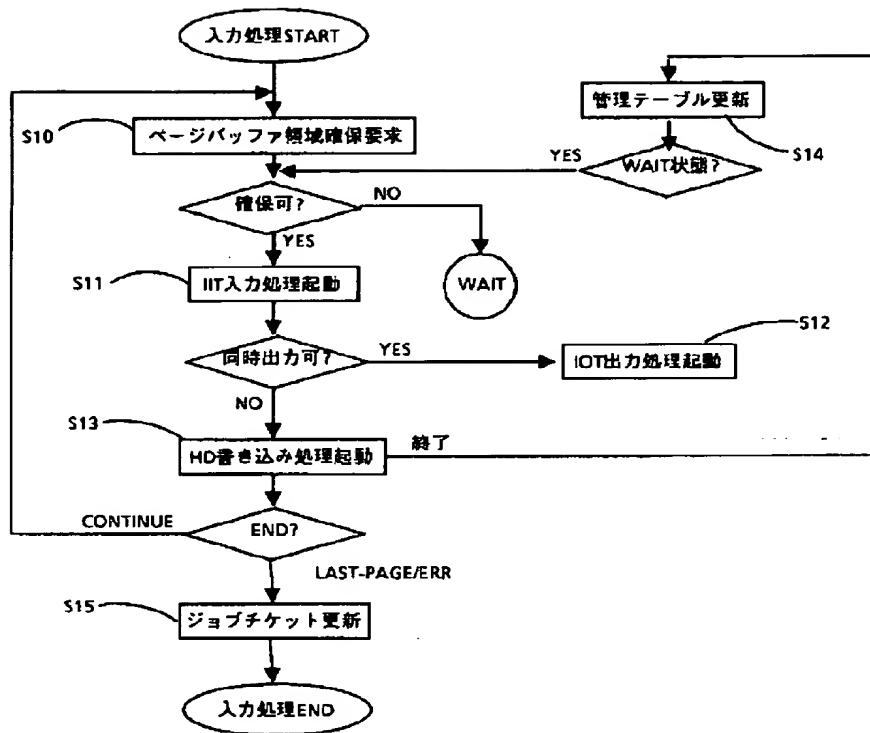 入力処理START
管理テーブル更新
S10
ページバッファ領域確保要求
S14
YES
WAIT状態?
確保可?
NO
YES
S11
IIT入力処理起動
WAIT
S12
同時出力可?
YES
IOT出力処理起動
NO
S13
HD書き込み処理起動
終了
CONTINUE
END?
LAST-PAGE/ERR
S15
ジョブチケット更新
入力処理END